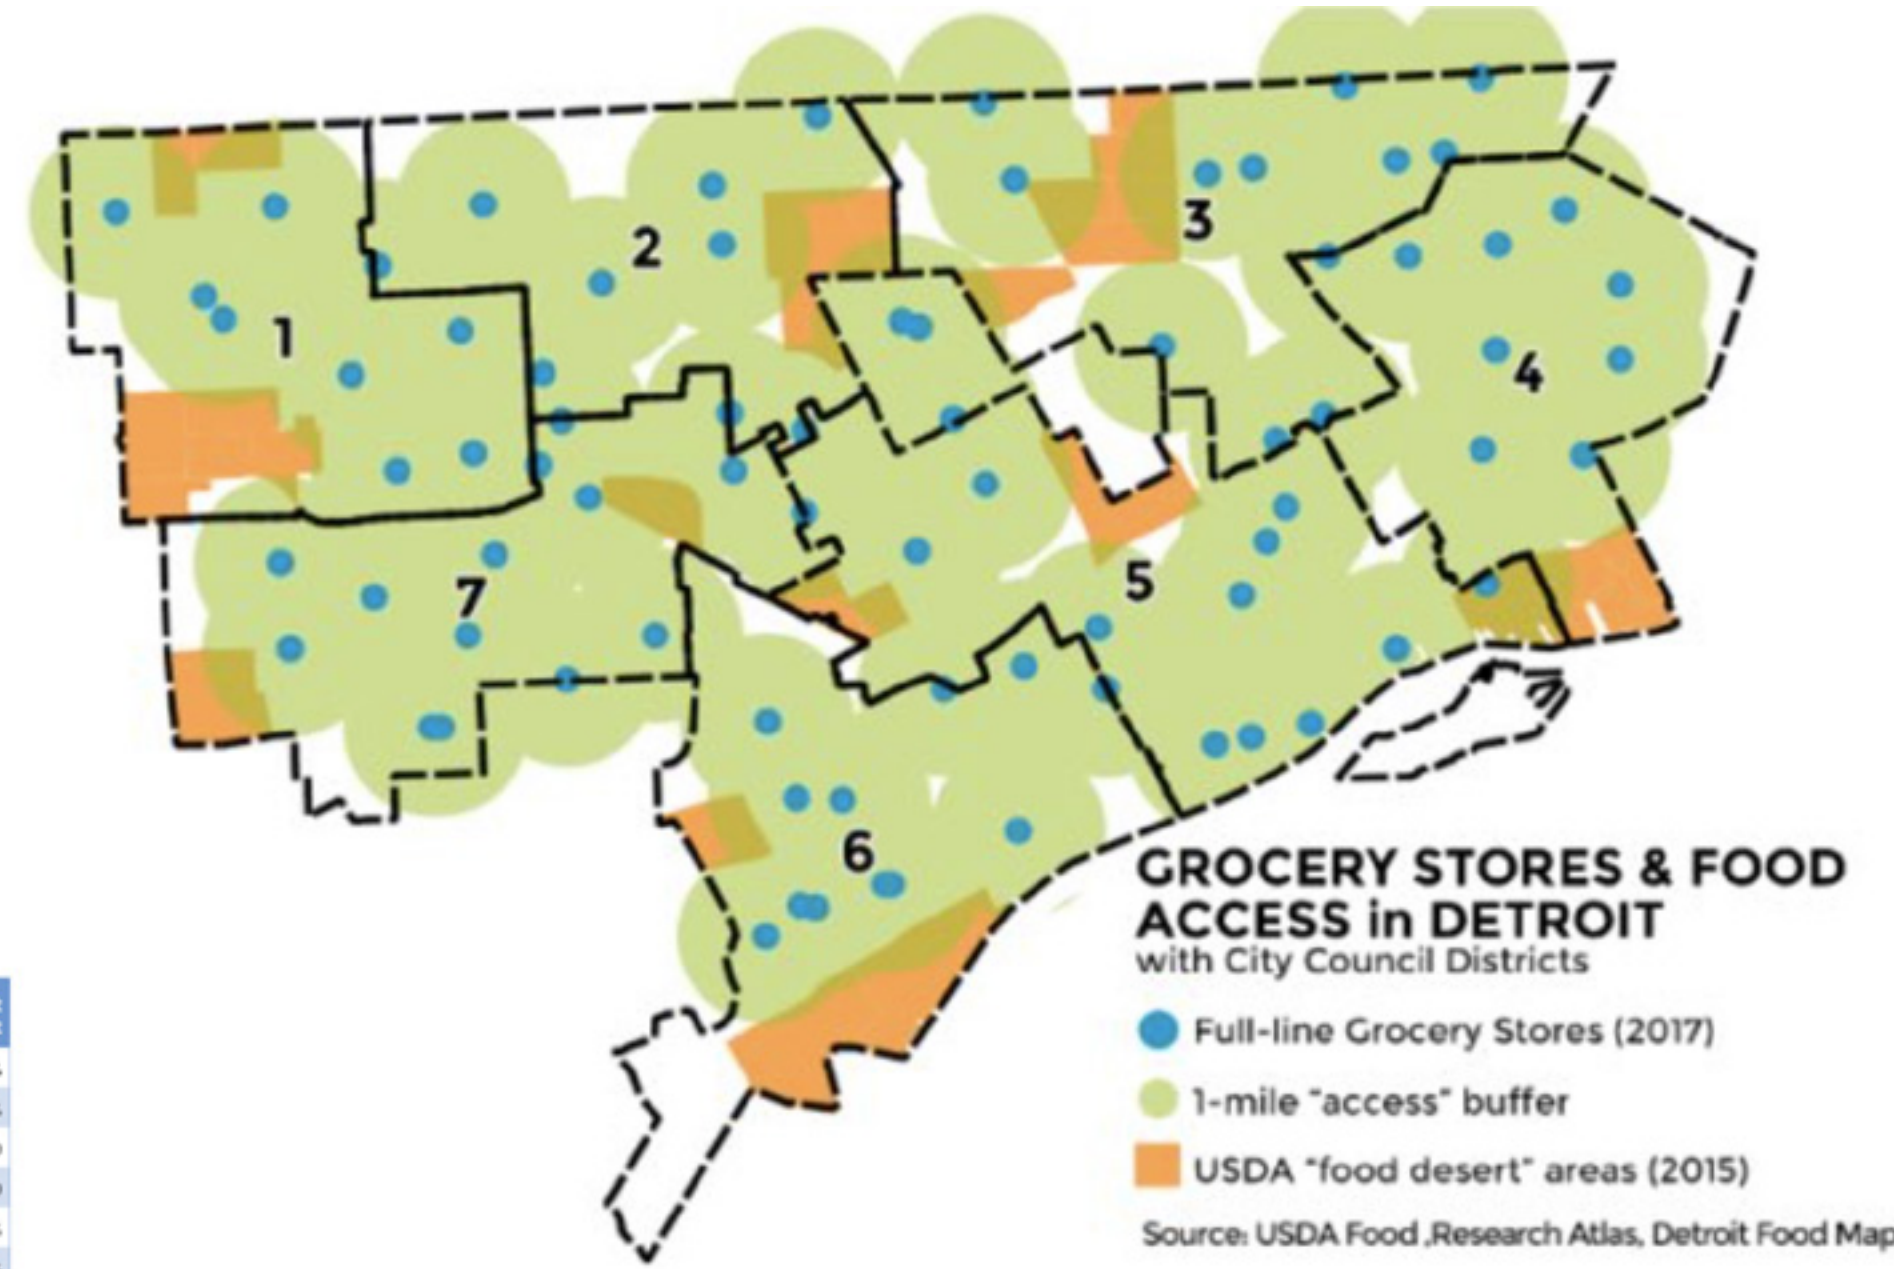 1
2
3
4
5
6
7
GROCERY STORES & FOOD
ACCESS in DETROIT
with City Council Districts
Full-line Grocery Stores (2017)
1-mile "access" buffer
USDA "food desert" areas (2015)
Source: USDA Food ,Research Atlas, Detroit Food Map